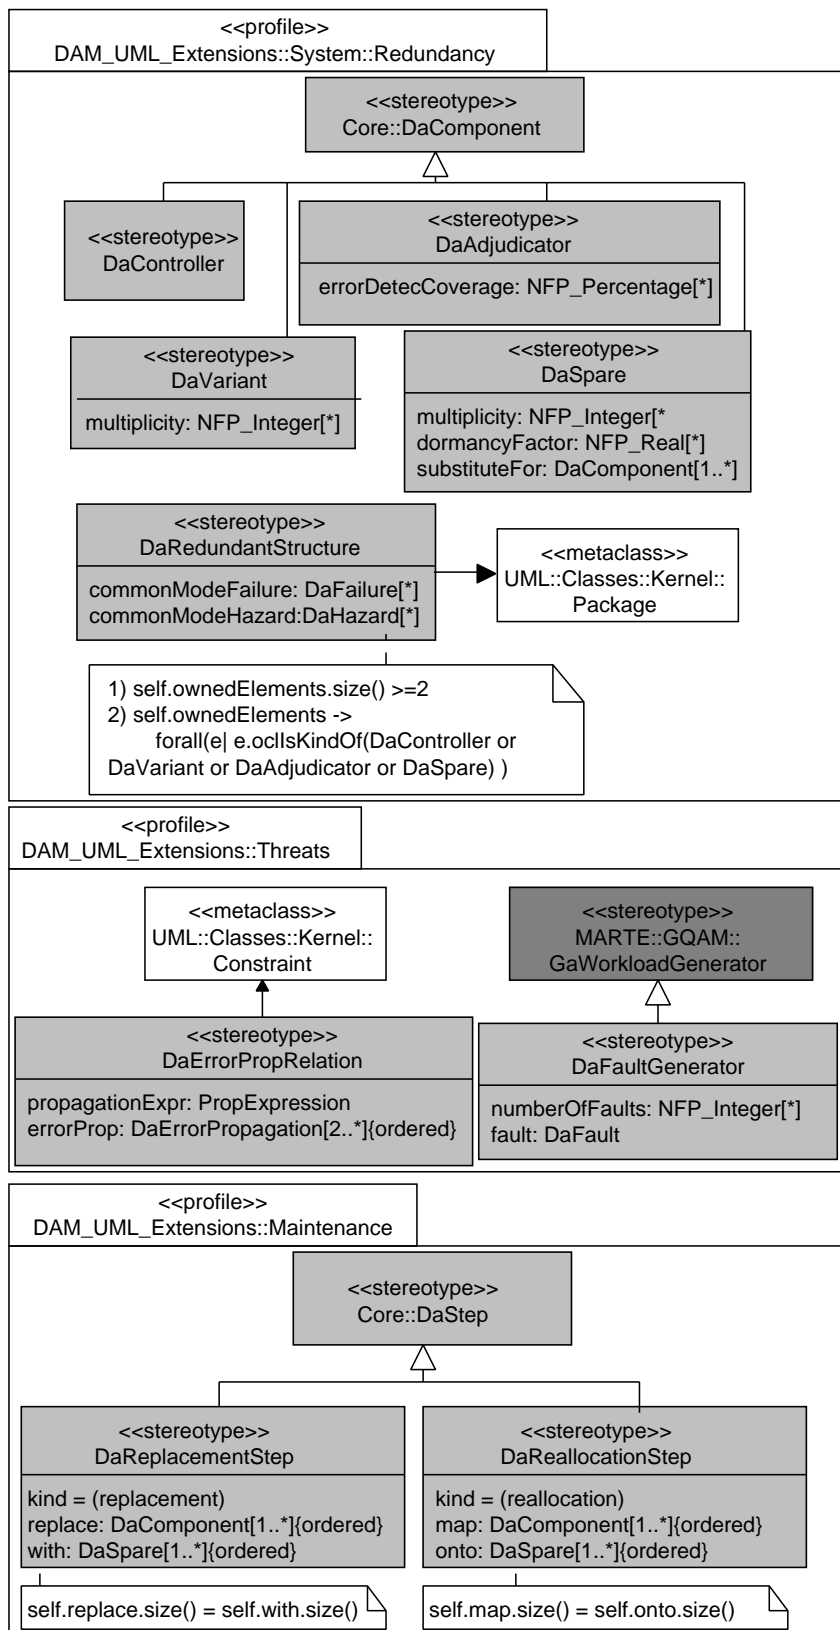 <<profile>>
DAM_UML_Extensions::System::Redundancy
<<stereotype>>
Core::DaComponent
<<stereotype>>
DaController
<<stereotype>>
DaAdjudicator
errorDetecCoverage: NFP_Percentage[*]
<<stereotype>>
DaVariant
multiplicity: NFP_Integer[*]
<<stereotype>>
DaSpare
multiplicity: NFP_Integer[*
dormancyFactor: NFP_Real[*]
substituteFor: DaComponent[1..*]
<<stereotype>>
DaRedundantStructure
commonModeFailure: DaFailure[*]
commonModeHazard:DaHazard[*]
<<metaclass>>
UML::Classes::Kernel::
Package
1) self.ownedElements.size() >=2
2) self.ownedElements ->
forall(e| e.oclIsKindOf(DaController or
DaVariant or DaAdjudicator or DaSpare) )
<<profile>>
DAM_UML_Extensions::Threats
<<metaclass>>
UML::Classes::Kernel::
Constraint
<<stereotype>>
MARTE::GQAM::
GaWorkloadGenerator
<<stereotype>>
DaErrorPropRelation
propagationExpr: PropExpression
errorProp: DaErrorPropagation[2..*]{ordered}
<<stereotype>>
DaFaultGenerator
numberOfFaults: NFP_Integer[*]
fault: DaFault
<<profile>>
DAM_UML_Extensions::Maintenance
<<stereotype>>
Core::DaStep
<<stereotype>>
DaReplacementStep
kind = (replacement)
replace: DaComponent[1..*]{ordered}
with: DaSpare[1..*]{ordered}
<<stereotype>>
DaReallocationStep
kind = (reallocation)
map: DaComponent[1..*]{ordered}
onto: DaSpare[1..*]{ordered}
self.replace.size() = self.with.size()
self.map.size() = self.onto.size()